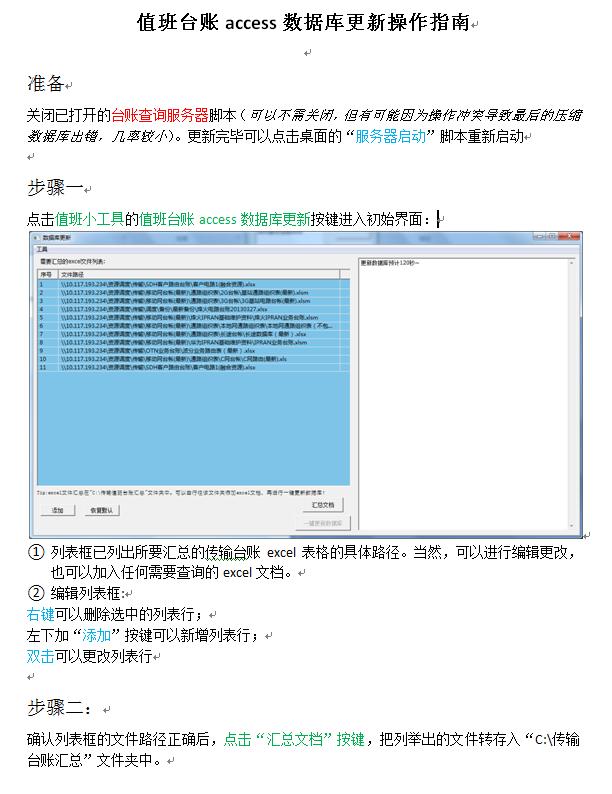 值班台账 access 数据库更新操作指南
准备
关闭已打开的台账查询服务器脚本（可以不需关闭，但有可能因为操作冲突导致最后的压缩
数据库出错，几率较小）。更新完毕可以点击桌面的“服务器启动”脚本重新启动
步骤一
点击值班小工具的值班台账 access 数据库更新按键进入初始界面：
数据库更新
工具
需要汇总的excel文件列表:
更新数据库预计120秒~
序号 文件路径
1 \\10.117.193.234\资源调度\传输\SDH客户路由台账\客户电路1(融合资源).xlsx
2 \\10.117.193.234\资源调度\传输\移动网台帐(最新)\通路组织表\2G台帐\基站通路组织表(最新).xlsm
3 \\10.117.193.234\资源调度\传输\移动网台帐(最新)\通路组织表\3G台帐\3G基站电路台帐(最新).xlsm
4 \\10.117.193.234\资源调度\传输\调度\备份\最新备份\烽火电路台账20130327.xlsx
5 \\10.117.193.234\资源调度\传输\移动网台帐(最新)\烽火IPRAN基础维护资料\烽火IPRAN业务台账.xlsm
6 \\10.117.193.234\资源调度\传输\移动网台帐(最新)\通路组织表\本地网通路组织表\本地网通路组织表（不包...
7 \\10.117.193.234\资源调度\传输\移动网台帐(最新)\通路组织表\长途台帐\长途数据库（最新）.xlsx
8 \\10.117.193.234\资源调度\传输\移动网台帐(最新)\华为IPRAN基础维护资料\IPRAN业务台账.xlsm
9 \\10.117.193.234\资源调度\传输\OTN业务台账\波分业务路由表（最新）.xlsx
10 \\10.117.193.234\资源调度\传输\移动网台帐(最新)\通路组织表\C网台帐\C网路由(最新).xls
11 \\10.117.193.234\资源调度\传输\SDH客户路由台账\客户电路1(融合资源).xlsx
Tip:excel文件汇总在"C:\传输值班台账汇总"文件夹中。可以自行往该文件夹添加excel文档，再进行一键更新数据库!
添加 恢复默认 汇总文档
一键更新数据库
① 列表框已列出所要汇总的传输台账 excel 表格的具体路径。当然，可以进行编辑更改，
也可以加入任何需要查询的 excel 文档。
② 编辑列表框:
右键可以删除选中的列表行；
左下加“添加”按键可以新增列表行；
双击可以更改列表行
步骤二：
确认列表框的文件路径正确后，点击“汇总文档”按键，把列举出的文件转存入“C:\传输
台账汇总”文件夹中。